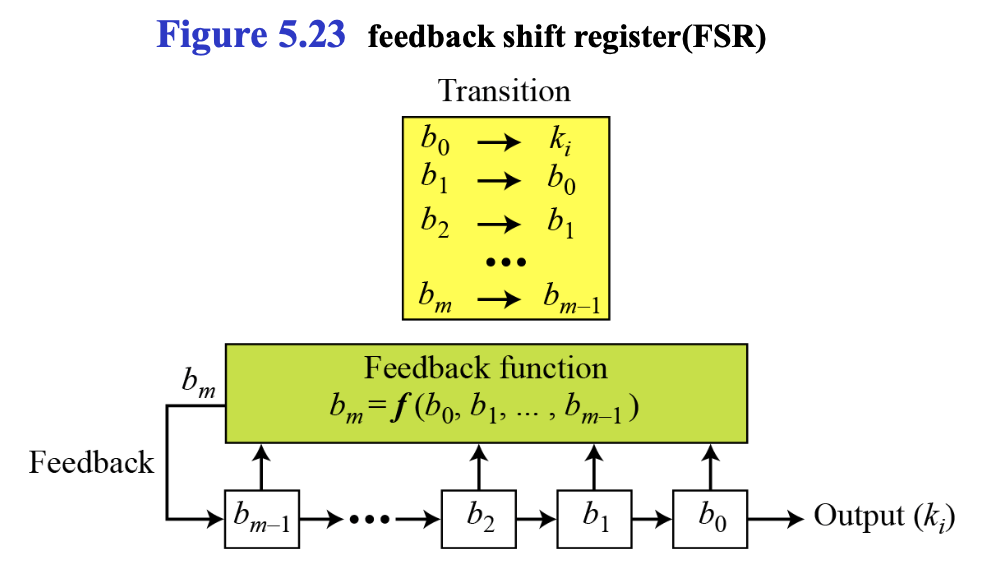 Figure 5.23 feedback shift register(FSR)
Transition
b₀ → kᵢ
b₁ → b₀
b₂ → b₁
•••
bₘ → bₘ₋₁
Feedback function
bₘ = f (b₀, b₁, ... , bₘ₋₁ )
bₘ
Feedback
bₘ₋₁ ••• b₂ b₁ b₀ Output (kᵢ)